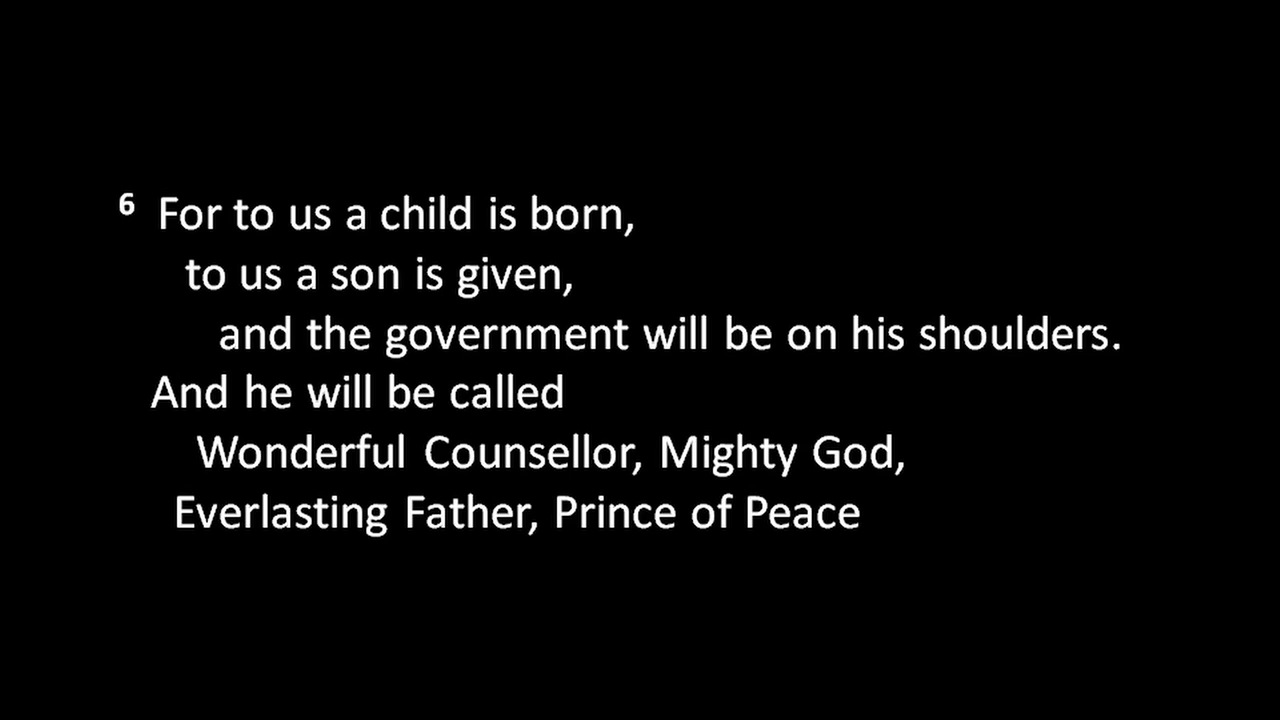 6 For to us a child is born,
to us a son is given,
and the government will be on his shoulders.
And he will be called
Wonderful Counsellor, Mighty God,
Everlasting Father, Prince of Peace